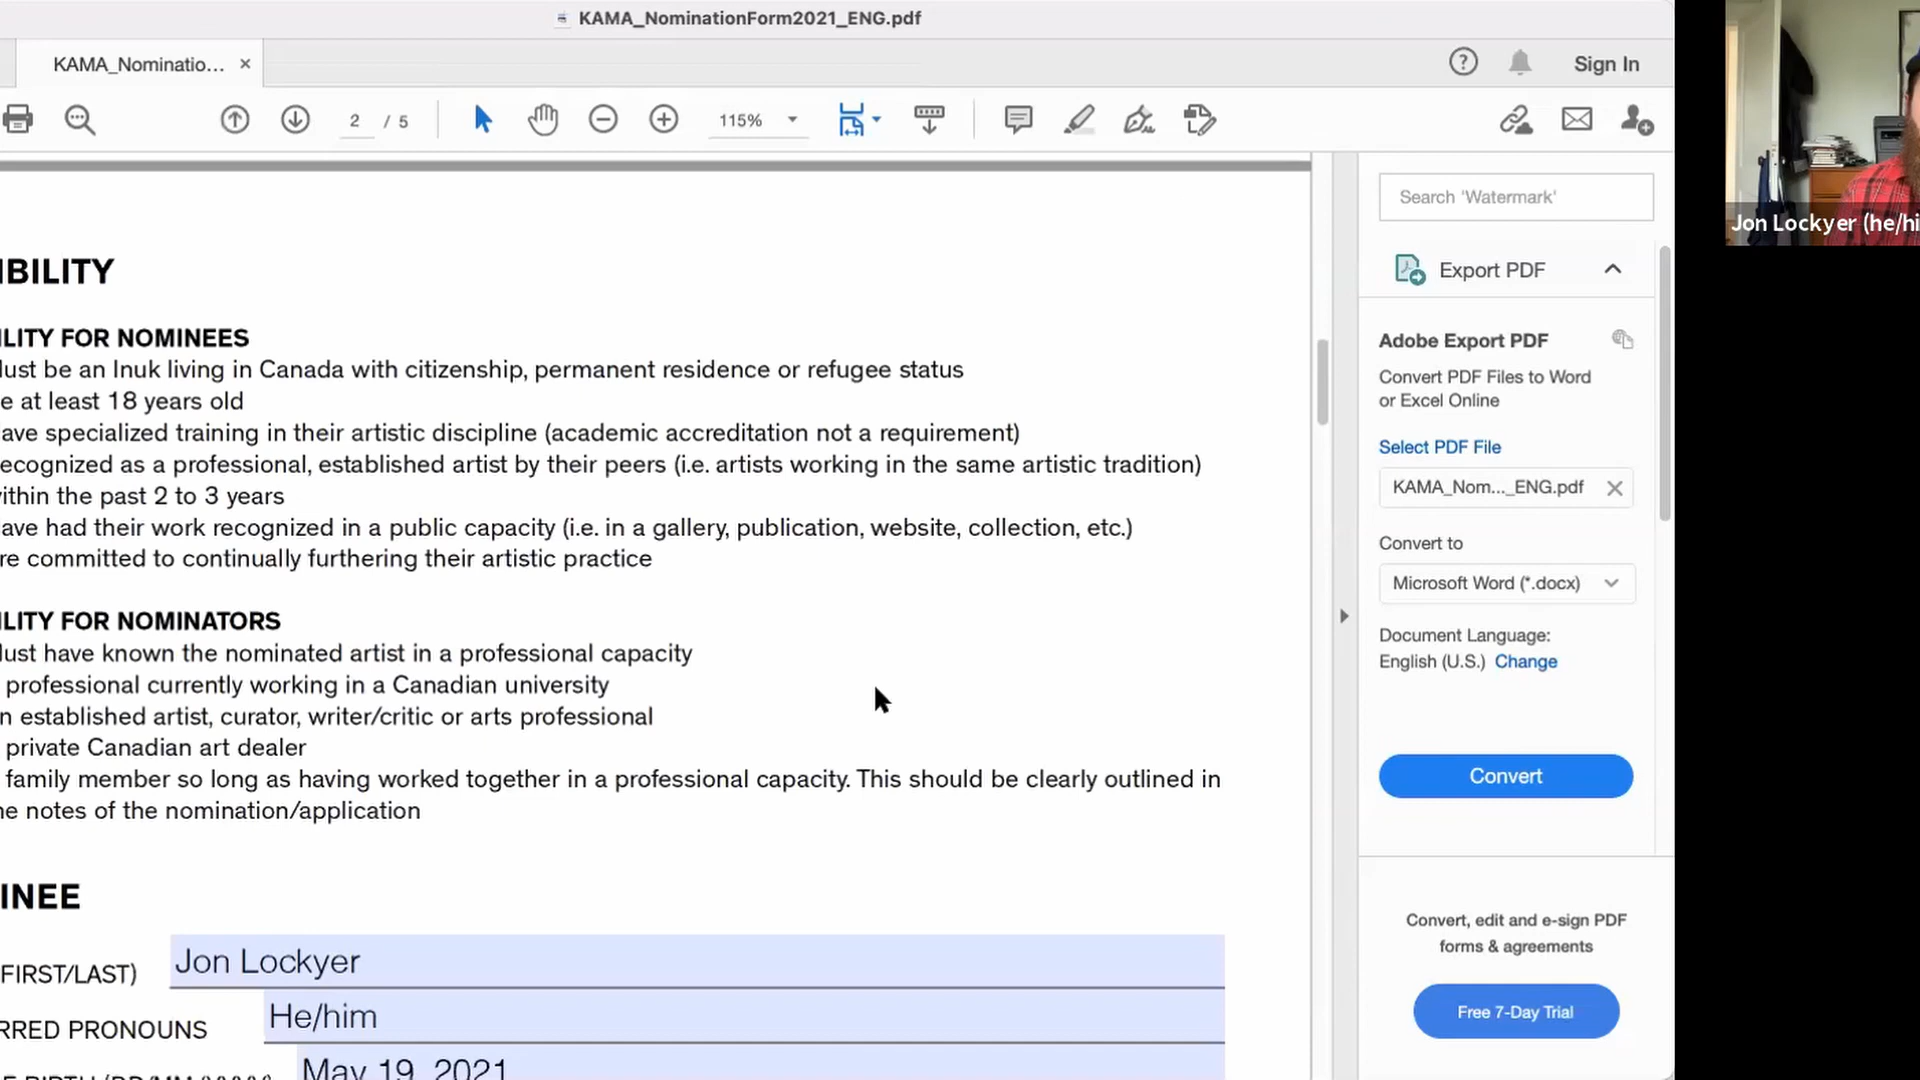 KAMA_NominationForm2021_ENG.pdf
KAMA_Nominatio...
Sign In
2 / 5
115%
Search 'Watermark'
Jon Lockyer (he/hi
IBILITY
Export PDF
ILITY FOR NOMINEES
Adobe Export PDF
lust be an Inuk living in Canada with citizenship, permanent residence or refugee status
Convert PDF Files to Word
or Excel Online
e at least 18 years old
ave specialized training in their artistic discipline (academic accreditation not a requirement)
Select PDF File
ecognized as a professional, established artist by their peers (i.e. artists working in the same artistic tradition)
KAMA_Nom..._ENG.pdf
vithin the past 2 to 3 years
ave had their work recognized in a public capacity (i.e. in a gallery, publication, website, collection, etc.)
Convert to
re committed to continually furthering their artistic practice
Microsoft Word (*.docx)
ILITY FOR NOMINATORS
Document Language:
lust have known the nominated artist in a professional capacity
English (U.S.) Change
professional currently working in a Canadian university
n established artist, curator, writer/critic or arts professional
private Canadian art dealer
family member so long as having worked together in a professional capacity. This should be clearly outlined in
Convert
he notes of the nomination/application
INEE
Convert, edit and e-sign PDF
forms & agreements
FIRST/LAST) Jon Lockyer
Free 7-Day Trial
RRED PRONOUNS He/him
May 19, 2021